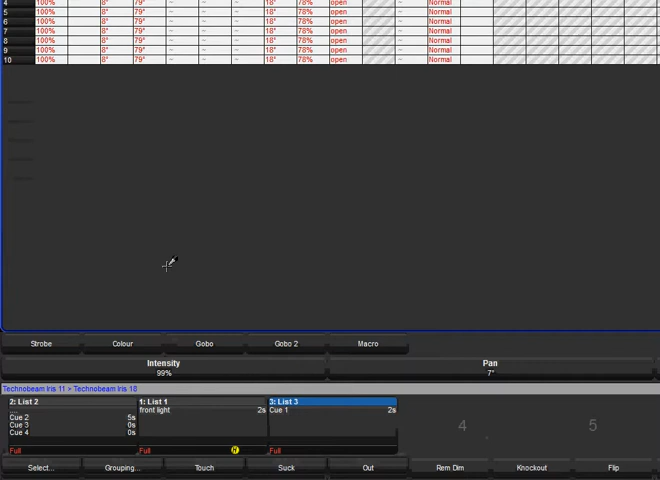 4 100% 8° 79° ~ ~ ~ 18° 78% open ~ Normal
5 100% 8° 79° ~ ~ ~ 18° 78% open ~ Normal
6 100% 8° 79° ~ ~ ~ 18° 78% open ~ Normal
7 100% 8° 79° ~ ~ ~ 18° 78% open ~ Normal
8 100% 8° 79° ~ ~ ~ 18° 78% open ~ Normal
9 100% 8° 79° ~ ~ ~ 18° 78% open ~ Normal
10 100% 8° 79° ~ ~ ~ 18° 78% open ~ Normal
Strobe Colour Gobo Gobo 2 Macro
Intensity Pan
99% 7°
Technobeam Iris 11 > Technobeam Iris 18
2: List 2 1: List 1 3: List 3
.... front light 2s Cue 1 2s
Cue 2 5s
Cue 3 0s
Cue 4 0s
4 5
Full Full M Full
Select... Grouping... Touch Suck Out Rem Dim Knockout Flip